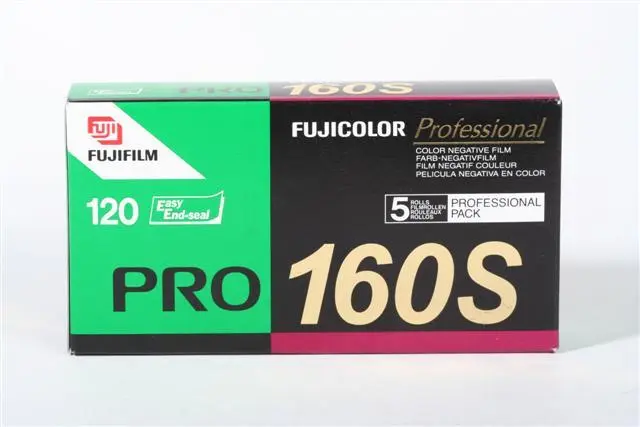 PRO 160S
FUJI
FUJIFILM
FUJICOLOR Professional
COLOR NEGATIVE FILM
FARB-NEGATIVFILM
FILM NEGATIF COULEUR
PELICULA NEGATIVA EN COLOR
120 Easy End-seal
5 ROLLS
FILMROLLEN
ROULEAUX
ROLLOS
PROFESSIONAL
PACK
PRO 160S